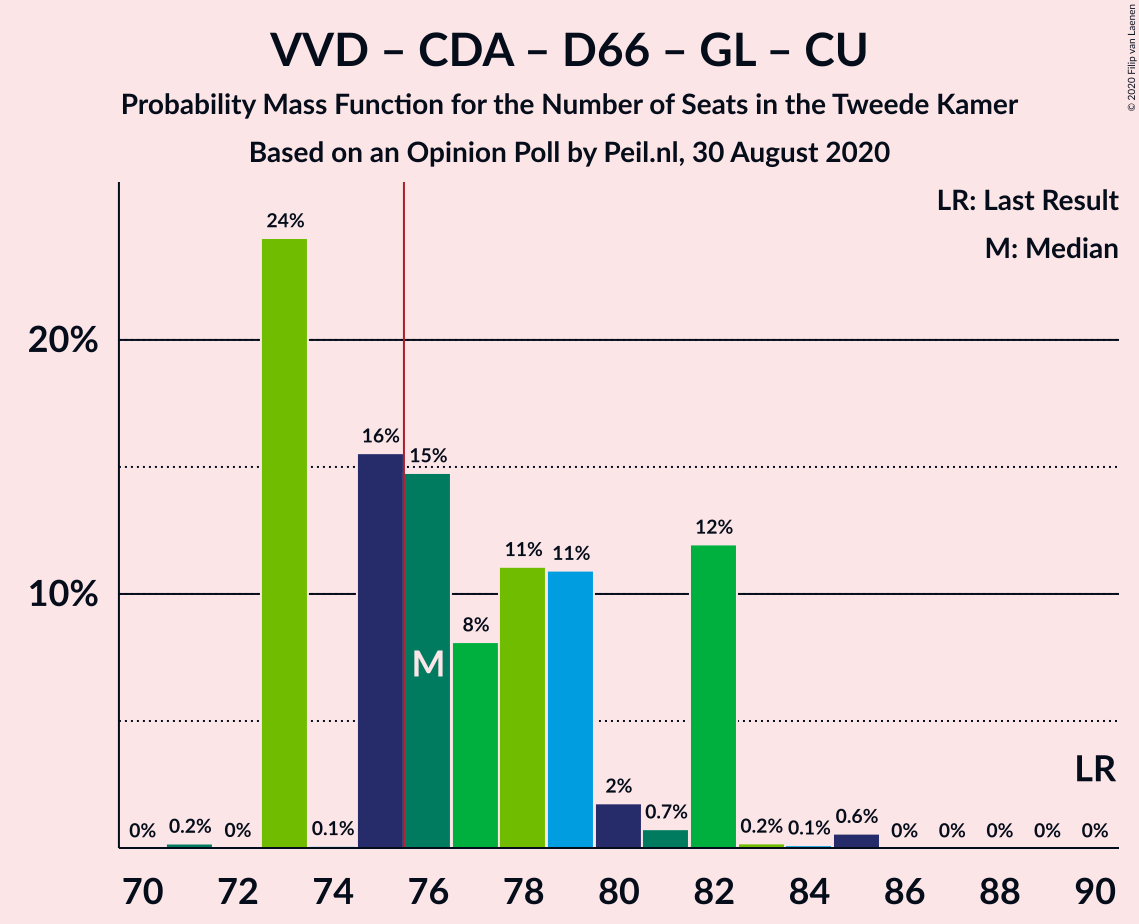 VVD – CDA – D66 – GL – CU
Probability Mass Function for the Number of Seats in the Tweede Kamer
Based on an Opinion Poll by Peil.nl, 30 August 2020
© 2020 Filip van Laenen
LR: Last Result
M: Median
20%
10%
0%
0.2%
0%
24%
0.1%
16%
15%
8%
11%
11%
2%
0.7%
12%
0.2%
0.1%
0.6%
0%
0%
0%
0%
0%
M
LR
70 72 74 76 78 80 82 84 86 88 90